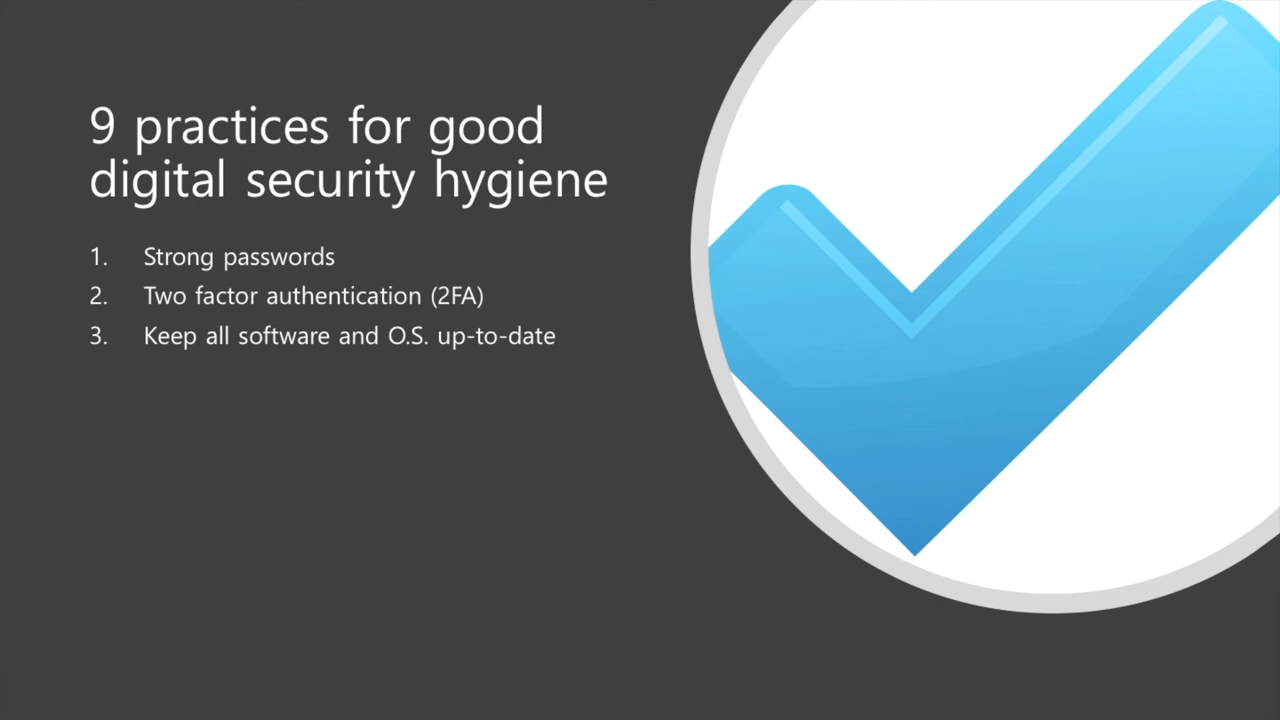 9 practices for good
digital security hygiene
1. Strong passwords
2. Two factor authentication (2FA)
3. Keep all software and O.S. up-to-date